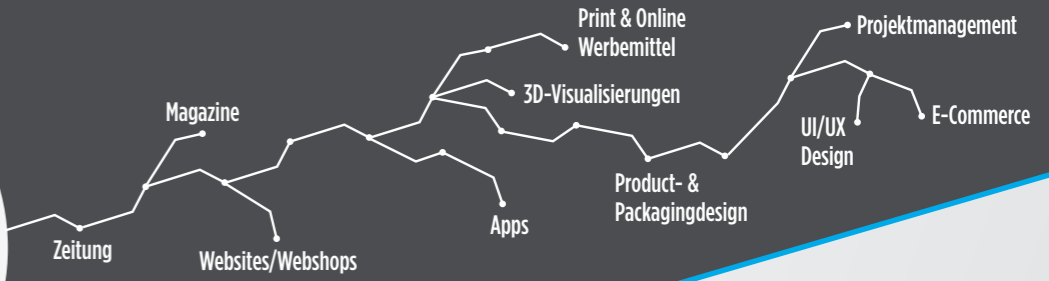 Print & Online
Werbemittel
Projektmanagement
3D-Visualisierungen
Magazine
E-Commerce
UI/UX
Design
Product- &
Packagingdesign
Apps
Zeitung
Websites/Webshops